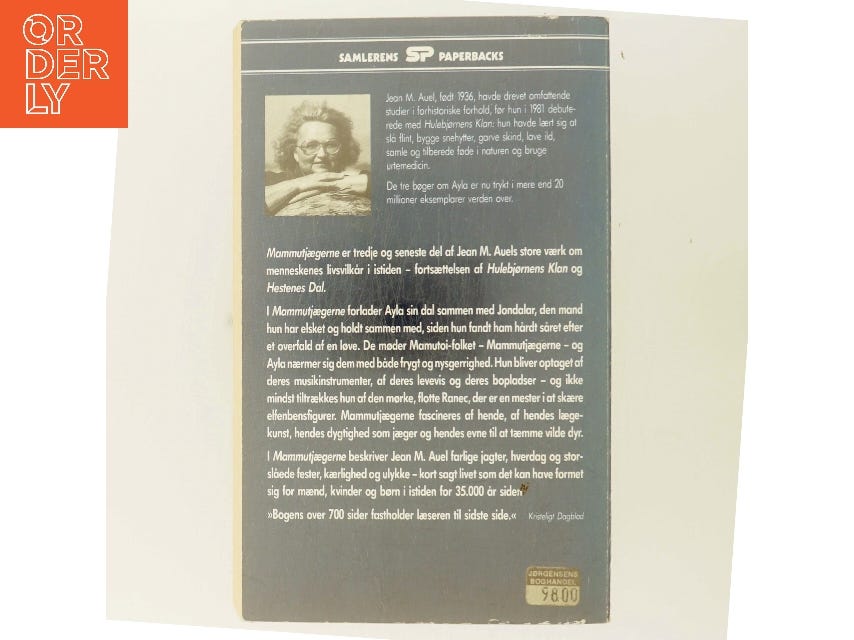 OR
DER
LY
SAMLERENS SP PAPERBACKS
Jean M. Auel, født 1936, havde drevet omfattende
studier i forhistoriske forhold, før hun i 1981 debute-
rede med Hulebjørnens Klan: hun havde lært sig at
slå flint, bygge snehytter, garve skind, lave ild,
samle og tilberede føde i naturen og bruge
urtemedicin.
De tre bøger om Ayla er nu trykt i mere end 20
millioner eksemplarer verden over.
Mammutjægerne er tredje og seneste del af Jean M. Auels store værk om
menneskenes livsvilkår i istiden – fortsættelsen af Hulebjørnens Klan og
Hestenes Dal.
I Mammutjægerne forlader Ayla sin dal sammen med Jondalar, den mand
hun har elsket og holdt sammen med, siden hun fandt ham hårdt såret efter
et overfald af en løve. De møder Mamutoi-folket – Mammutjægerne – og
Ayla nærmer sig dem med både frygt og nysgerrighed. Hun bliver optaget af
deres musikinstrumenter, af deres levevis og deres bopladser – og ikke
mindst tiltrækkes hun af den mørke, flotte Ranec, der er en mester i at skære
elfenbensfigurer. Mammutjægerne fascineres af hende, af hendes læge-
kunst, hendes dygtighed som jæger og hendes evne til at tæmme vilde dyr.
I Mammutjægerne beskriver Jean M. Auel farlige jagter, hverdag og stor-
slåede fester, kærlighed og ulykke – kort sagt livet som det kan have formet
sig for mænd, kvinder og børn i istiden for 35.000 år siden
»Bogens over 700 sider fastholder læseren til sidste side.« Kristeligt Dagblad
JØRGENSENS
BOGHANDEL
98.00